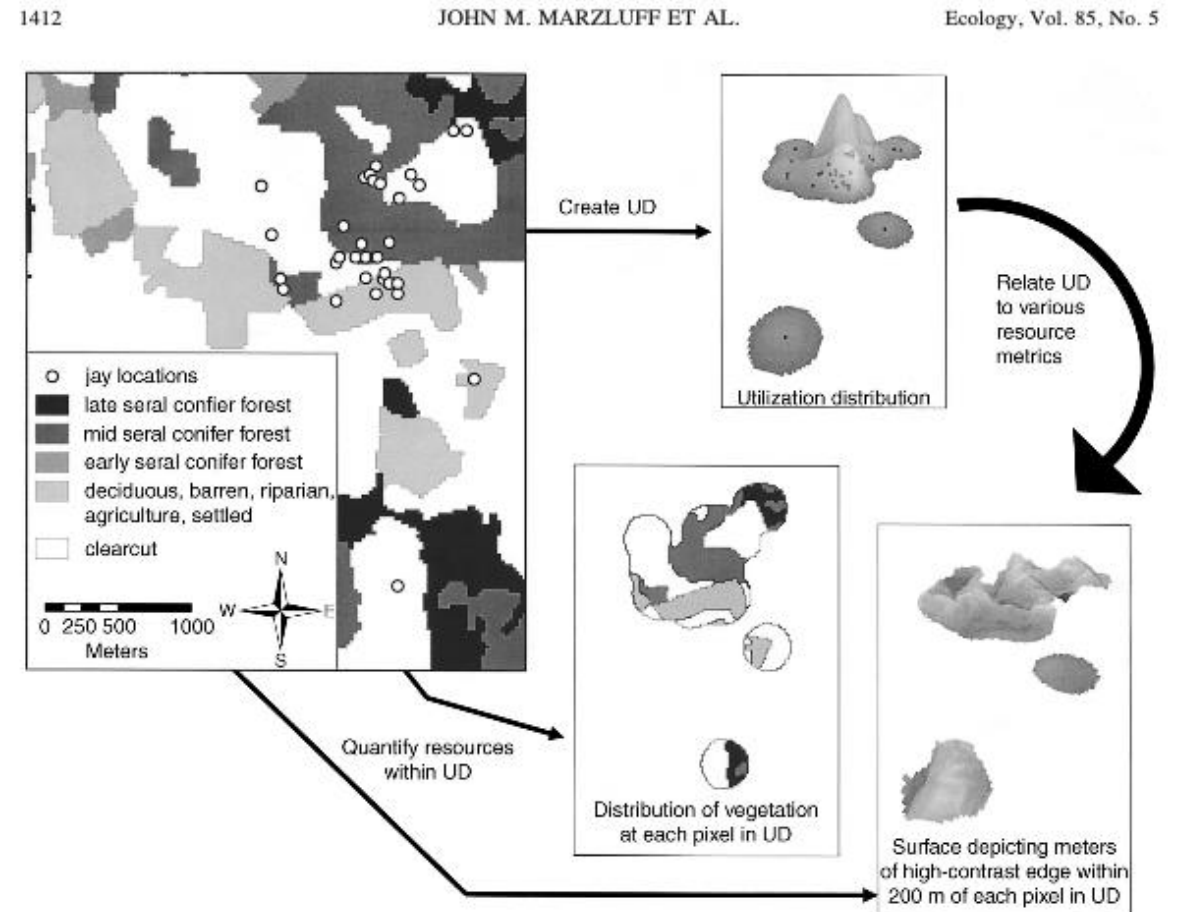 1412
JOHN M. MARZLUFF ET AL.
Ecology, Vol. 85, No. 5
Create UD
Utilization distribution
Relate UD
to various
resource
metrics
jay locations
late seral confier forest
mid seral conifer forest
early seral conifer forest
deciduous, barren, riparian,
agriculture, settled
clearcut
N
W
E
S
0 250 500 1000
Meters
Quantify resources
within UD
Distribution of vegetation
at each pixel in UD
Surface depicting meters
of high-contrast edge within
200 m of each pixel in UD